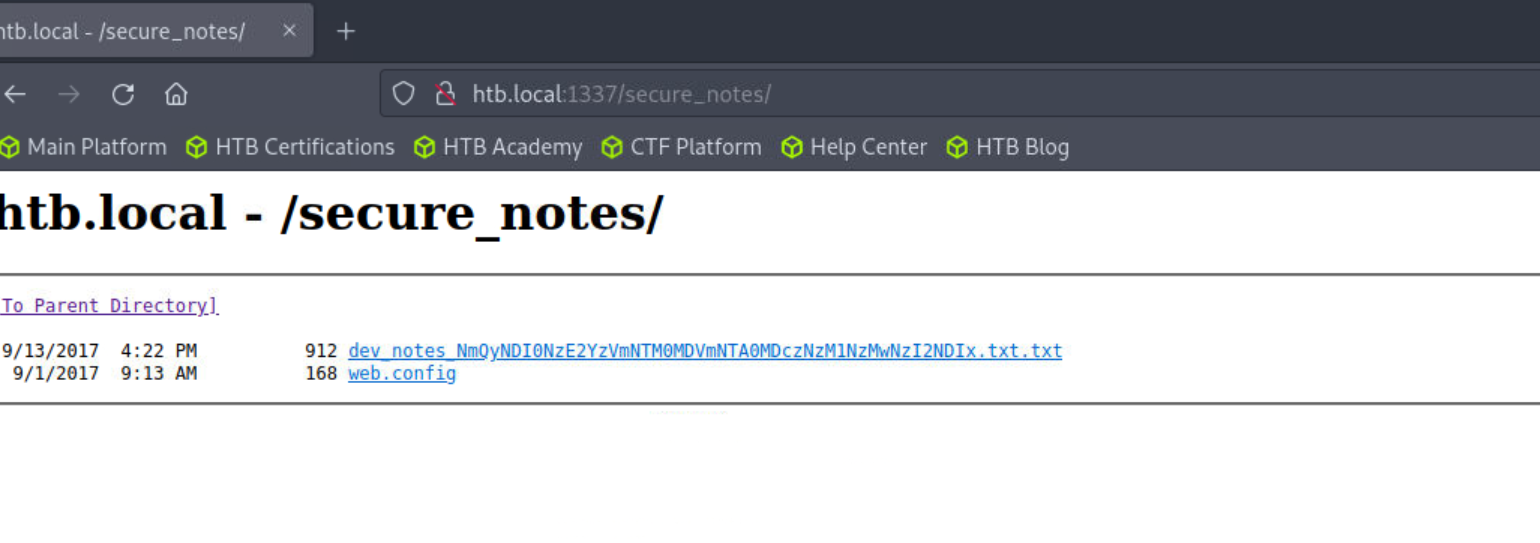 htb.local - /secure_notes/
htb.local:1337/secure_notes/
Main Platform HTB Certifications HTB Academy CTF Platform Help Center HTB Blog
htb.local - /secure_notes/
To Parent Directory]
9/13/2017 4:22 PM 912 dev_notes_NmQyNDI0NzE2YzVmNTM0MDVmNTA0MDczNzM1NzMwNzI2NDIx.txt.txt
9/1/2017 9:13 AM 168 web.config